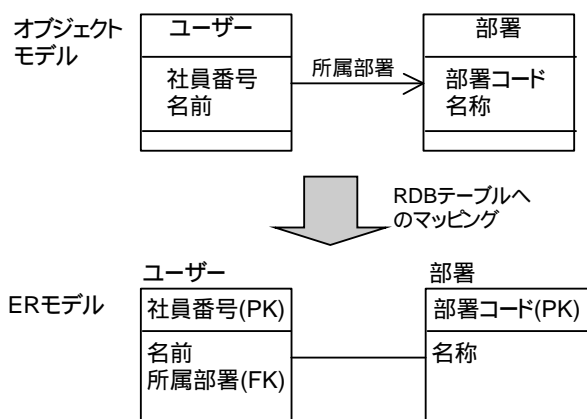 オブジェクト
モデル
ユーザー
社員番号
名前
所属部署
部署
部署コード
名称
RDBテーブルへ
のマッピング
ERモデル
ユーザー
社員番号(PK)
名前
所属部署(FK)
部署
部署コード(PK)
名称